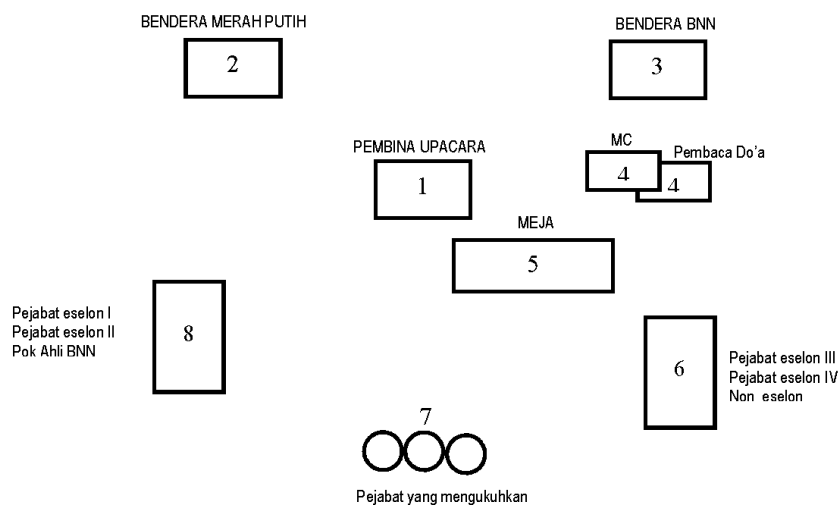 BENDERA MERAH PUTIH
BENDERA BNN
2
3
MC
Pembaca Do'a
4
4
PEMBINA UPACARA
1
MEJA
5
Pejabat eselon I
Pejabat eselon II
Pok Ahli BNN
8
6
Pejabat eselon III
Pejabat eselon IV
Non eselon
7
Pejabat yang mengukuhkan